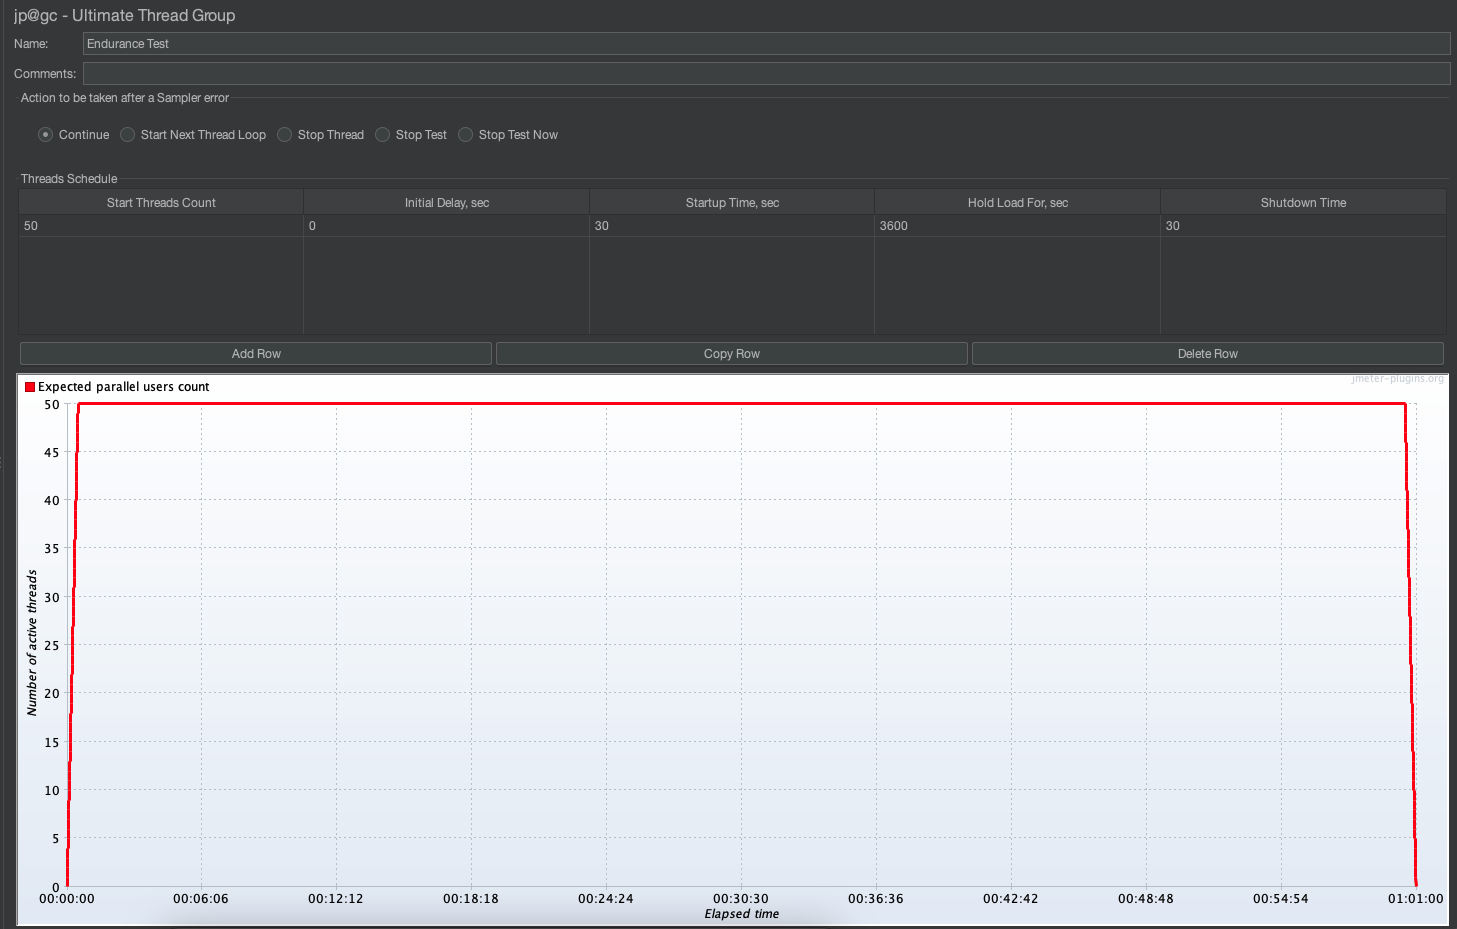 jp@gc - Ultimate Thread Group
Name: Endurance Test
Comments:
Action to be taken after a Sampler error
Continue Start Next Thread Loop Stop Thread Stop Test Stop Test Now
Threads Schedule
Start Threads Count Initial Delay, sec Startup Time, sec Hold Load For, sec Shutdown Time
50 0 30 3600 30
Add Row Copy Row Delete Row
jmeter-plugins.org
Expected parallel users count
50
45
40
35
30
25
20
15
10
5
0
Number of active threads
00:00:00 00:06:06 00:12:12 00:18:18 00:24:24 00:30:30 00:36:36 00:42:42 00:48:48 00:54:54 01:01:00
Elapsed time